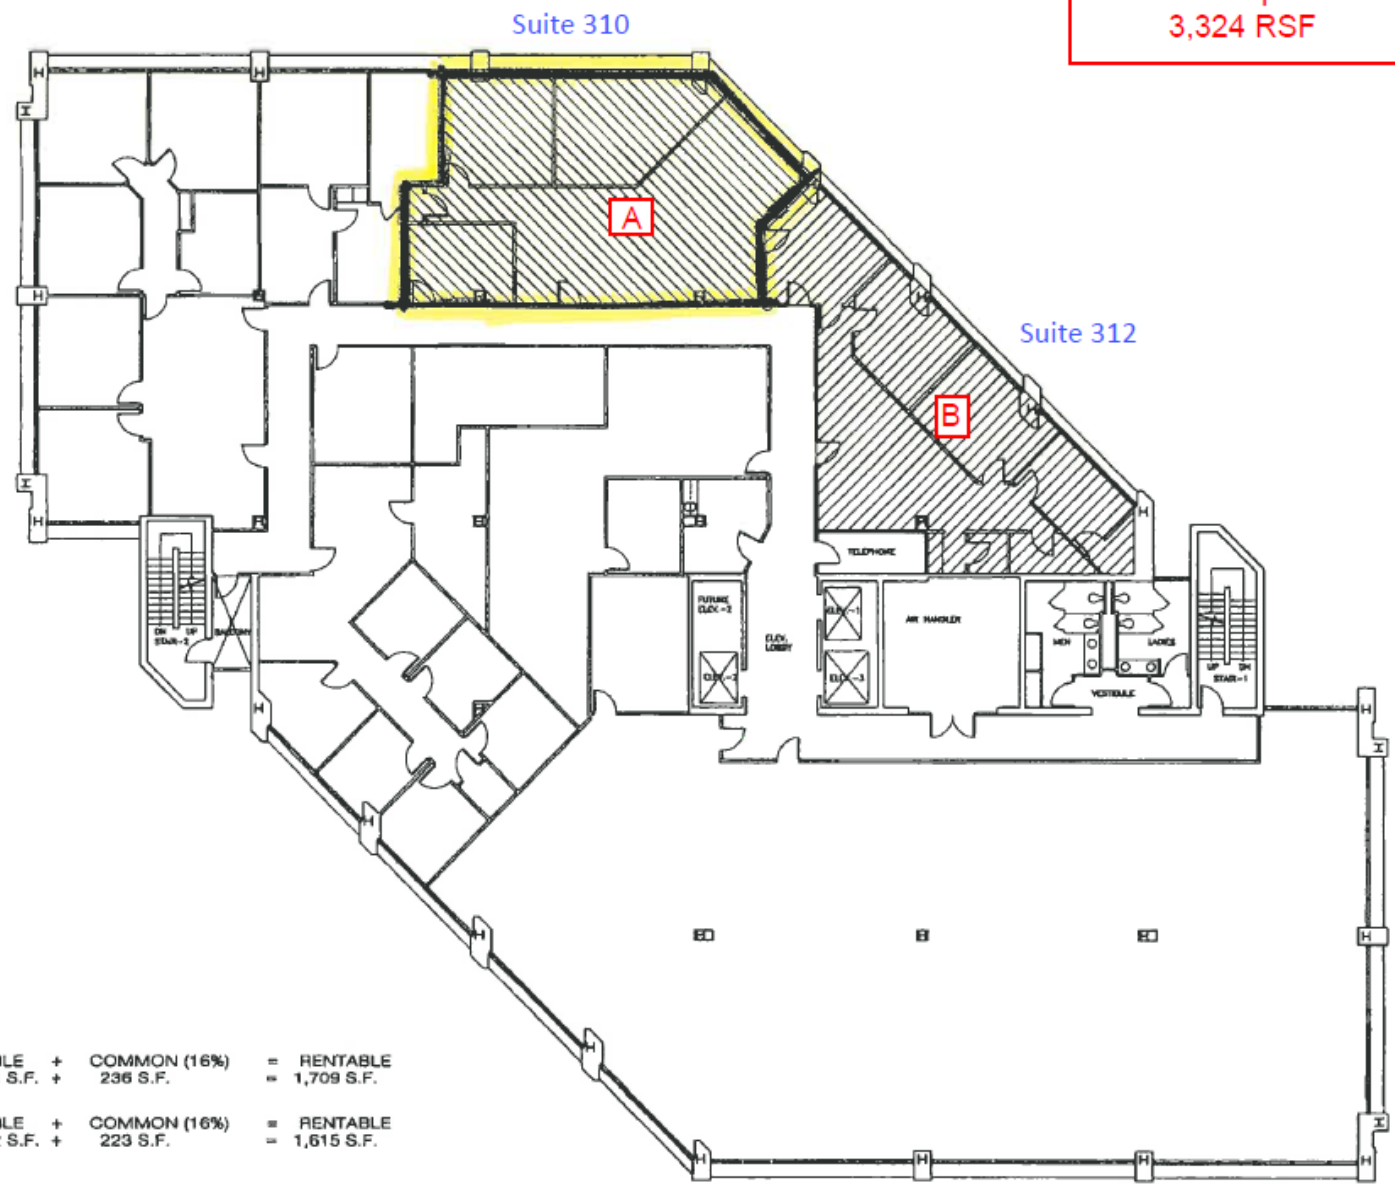 Suite 310
3,324 RSF
A
Suite 312
B
TELEPHONE
FUTURE
ELEV.-2
ELEV.-1
AIR HANDLER
ELEV.
LOBBY
MEN
LADIES
DN UP
STAIR-2
BALCONY
ELEV.-2
ELEV.-3
VESTIBULE
UP DN
STAIR-1
+ COMMON (16%) = RENTABLE
S.F. + 236 S.F. = 1,709 S.F.
+ COMMON (16%) = RENTABLE
S.F. + 223 S.F. = 1,615 S.F.